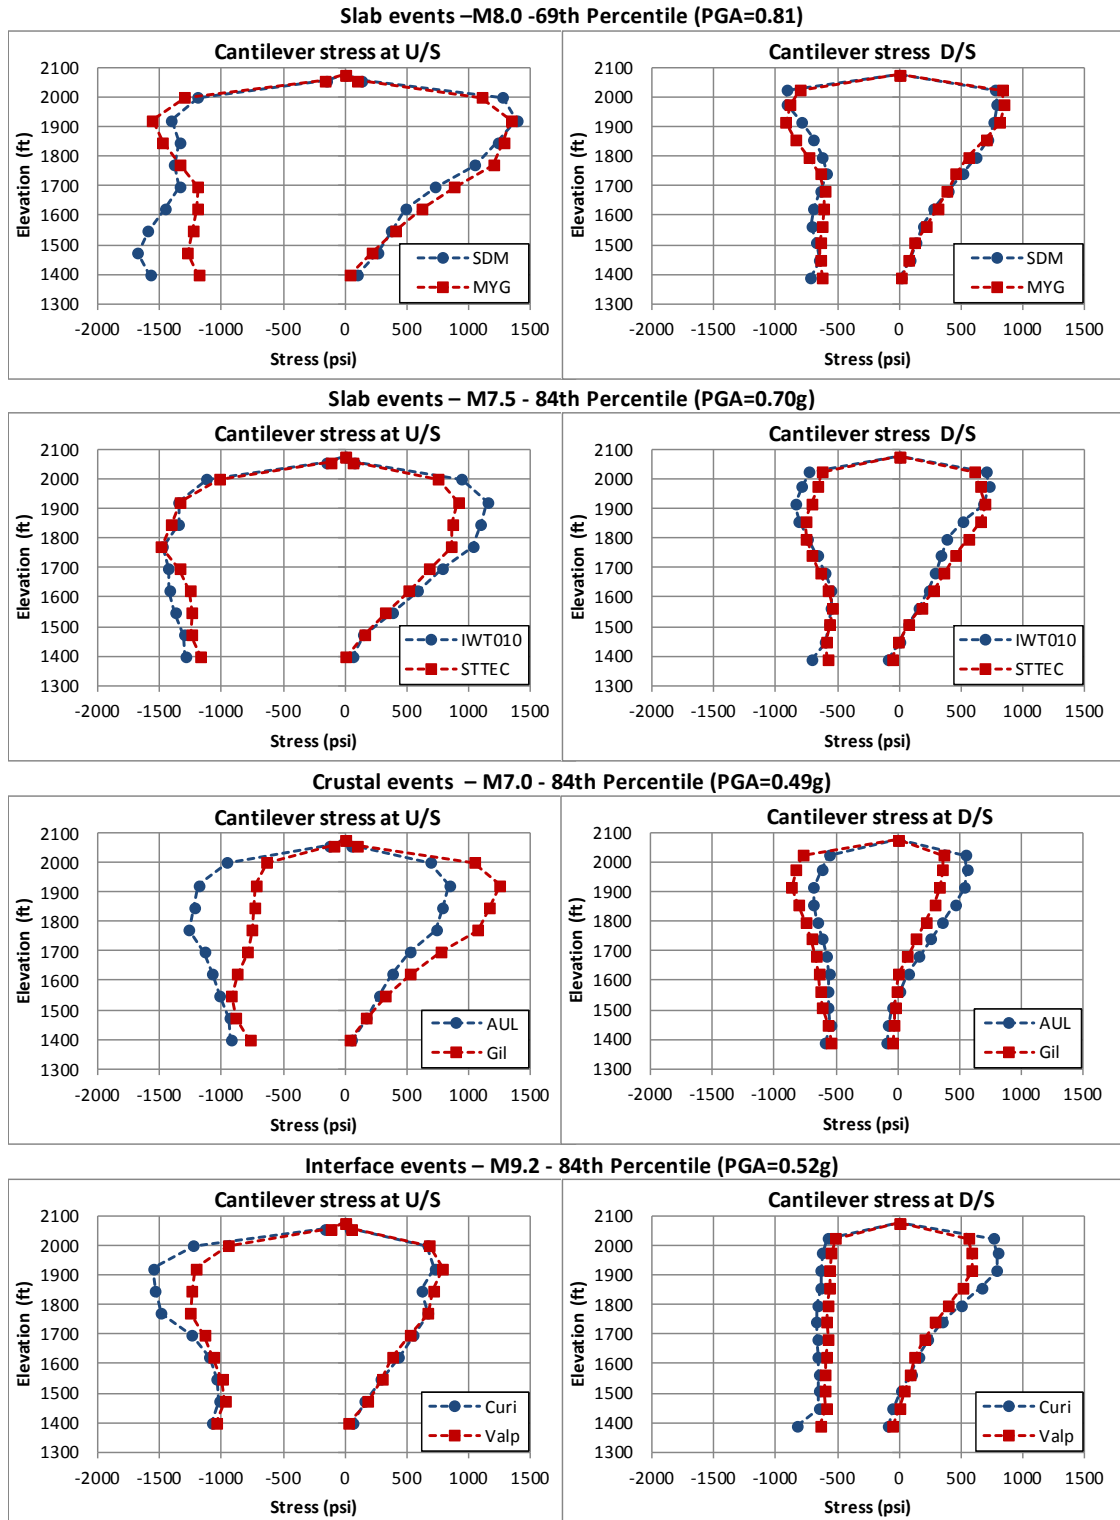 Slab events –M8.0 -69th Percentile (PGA=0.81)
Cantilever stress at U/S
Elevation (ft)
2100
2000
1900
1800
1700
1600
1500
1400
1300
-2000 -1500 -1000 -500 0 500 1000 1500
Stress (psi)
SDM
MYG
Cantilever stress D/S
Elevation (ft)
2100
2000
1900
1800
1700
1600
1500
1400
1300
-2000 -1500 -1000 -500 0 500 1000 1500
Stress (psi)
SDM
MYG
Slab events – M7.5 - 84th Percentile (PGA=0.70g)
Cantilever stress at U/S
Elevation (ft)
2100
2000
1900
1800
1700
1600
1500
1400
1300
-2000 -1500 -1000 -500 0 500 1000 1500
Stress (psi)
IWT010
STTEC
Cantilever stress D/S
Elevation (ft)
2100
2000
1900
1800
1700
1600
1500
1400
1300
-2000 -1500 -1000 -500 0 500 1000 1500
Stress (psi)
IWT010
STTEC
Crustal events – M7.0 - 84th Percentile (PGA=0.49g)
Cantilever stress at U/S
Elevation (ft)
2100
2000
1900
1800
1700
1600
1500
1400
1300
-2000 -1500 -1000 -500 0 500 1000 1500
Stress (psi)
AUL
Gil
Cantilever stress at D/S
Elevation (ft)
2100
2000
1900
1800
1700
1600
1500
1400
1300
-2000 -1500 -1000 -500 0 500 1000 1500
Stress (psi)
AUL
Gil
Interface events – M9.2 - 84th Percentile (PGA=0.52g)
Cantilever stress at U/S
Elevation (ft)
2100
2000
1900
1800
1700
1600
1500
1400
1300
-2000 -1500 -1000 -500 0 500 1000 1500
Stress (psi)
Curi
Valp
Cantilever stress at D/S
Elevation (ft)
2100
2000
1900
1800
1700
1600
1500
1400
1300
-2000 -1500 -1000 -500 0 500 1000 1500
Stress (psi)
Curi
Valp